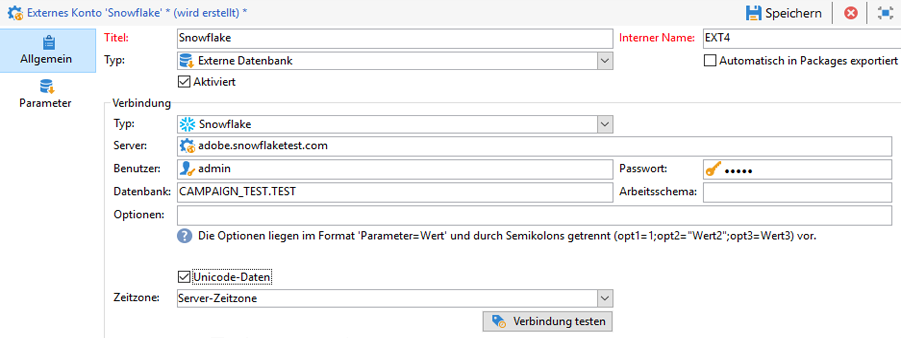 Externes Konto 'Snowflake' * (wird erstellt) *
Speichern
Allgemein
Parameter
Titel: Snowflake
Interner Name: EXT4
Typ: Externe Datenbank
Automatisch in Packages exportiert
Aktiviert
Verbindung
Typ: Snowflake
Server: adobe.snowflaketest.com
Benutzer: admin
Passwort: •••••
Datenbank: CAMPAIGN_TEST.TEST
Arbeitsschema:
Optionen:
? Die Optionen liegen im Format 'Parameter=Wert' und durch Semikolons getrennt (opt1=1;opt2="Wert2";opt3=Wert3) vor.
Unicode-Daten
Zeitzone: Server-Zeitzone
Verbindung testen